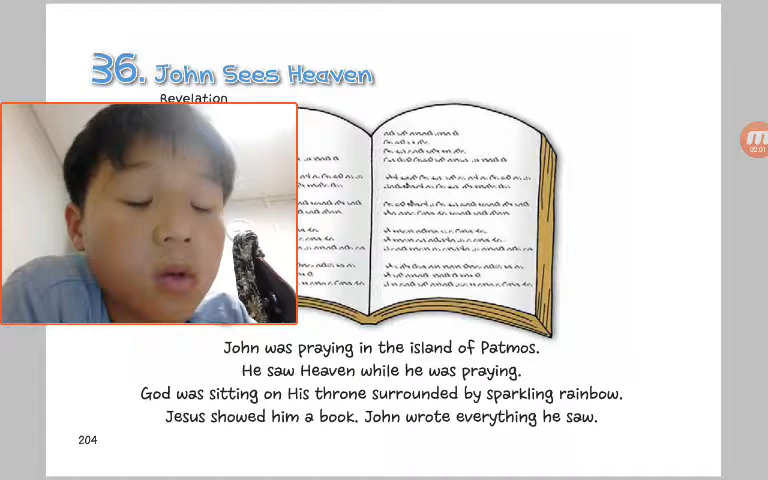 36. John Sees Heaven
Revelation
John was praying in the island of Patmos.
He saw Heaven while he was praying.
God was sitting on His throne surrounded by sparkling rainbow.
Jesus showed him a book. John wrote everything he saw.
204
02:01